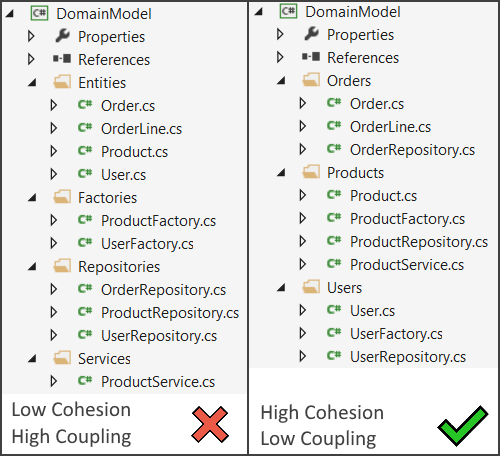 C# DomainModel
Properties
References
Entities
C# Order.cs
C# OrderLine.cs
C# Product.cs
C# User.cs
Factories
C# ProductFactory.cs
C# UserFactory.cs
Repositories
C# OrderRepository.cs
C# ProductRepository.cs
C# UserRepository.cs
Services
C# ProductService.cs
Low Cohesion
High Coupling
C# DomainModel
Properties
References
Orders
C# Order.cs
C# OrderLine.cs
C# OrderRepository.cs
Products
C# Product.cs
C# ProductFactory.cs
C# ProductRepository.cs
C# ProductService.cs
Users
C# User.cs
C# UserFactory.cs
C# UserRepository.cs
High Cohesion
Low Coupling